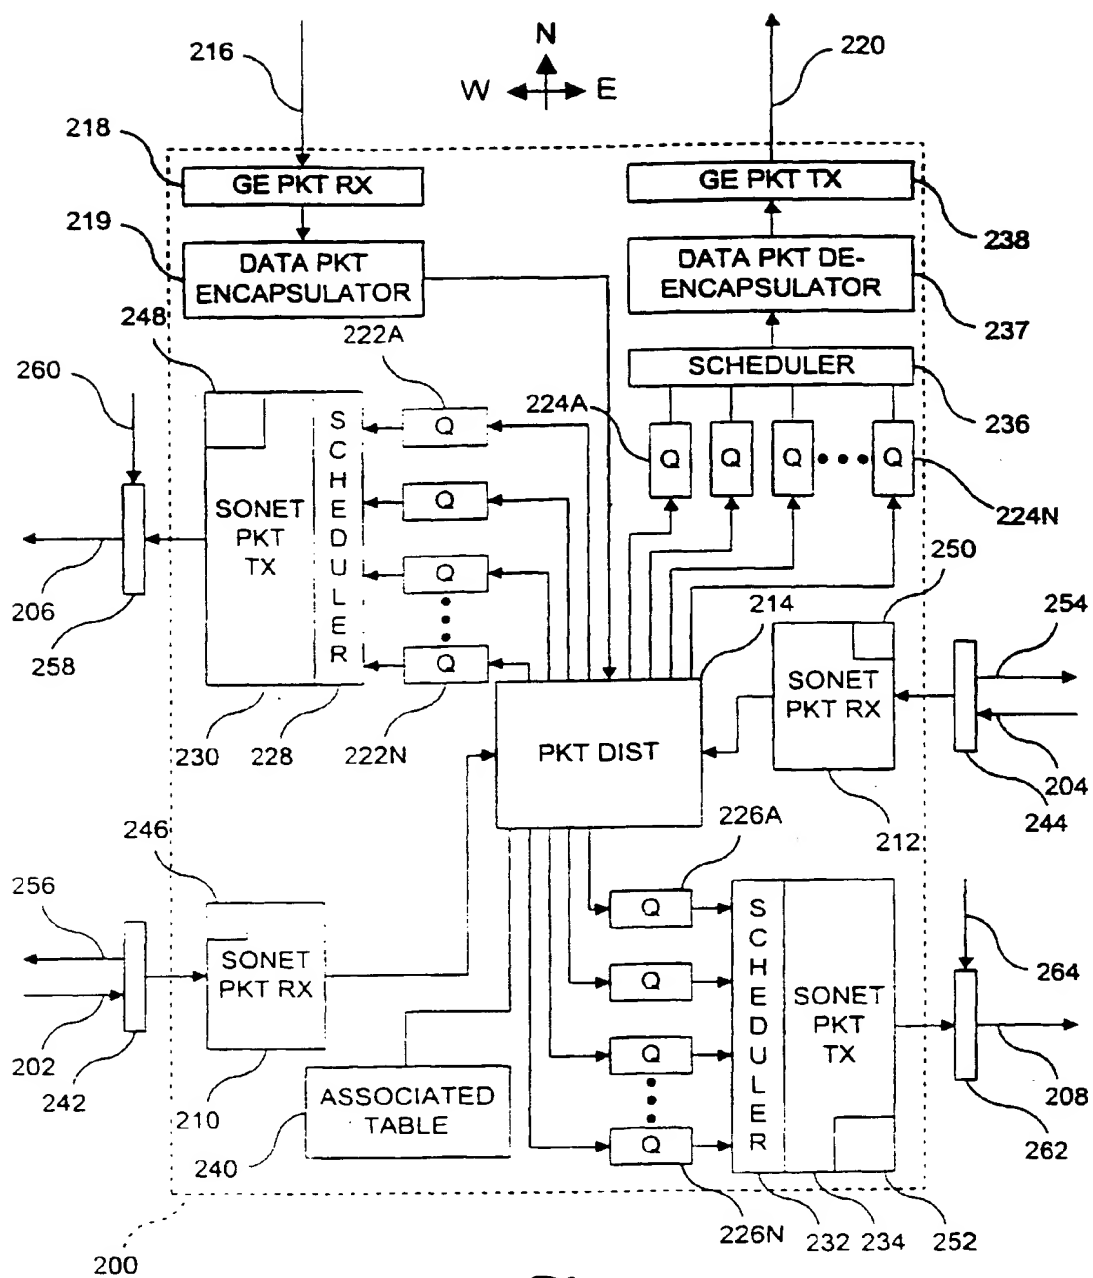 N
W E
216
220
218
GE PKT RX
GE PKT TX
238
219
DATA PKT
ENCAPSULATOR
DATA PKT DE-
ENCAPSULATOR
237
248
222A
SCHEDULER
236
260
224A
Q
Q
Q
Q
224N
SCHEDULER
Q
Q
Q
Q
SONET
PKT
TX
206
258
230
228
222N
250
214
254
SONET
PKT RX
PKT DIST
204
244
212
246
226A
256
SONET
PKT RX
202
242
210
Q
Q
Q
Q
SCHEDULER
SONET
PKT
TX
264
208
262
ASSOCIATED
TABLE
240
226N
232
234
252
200